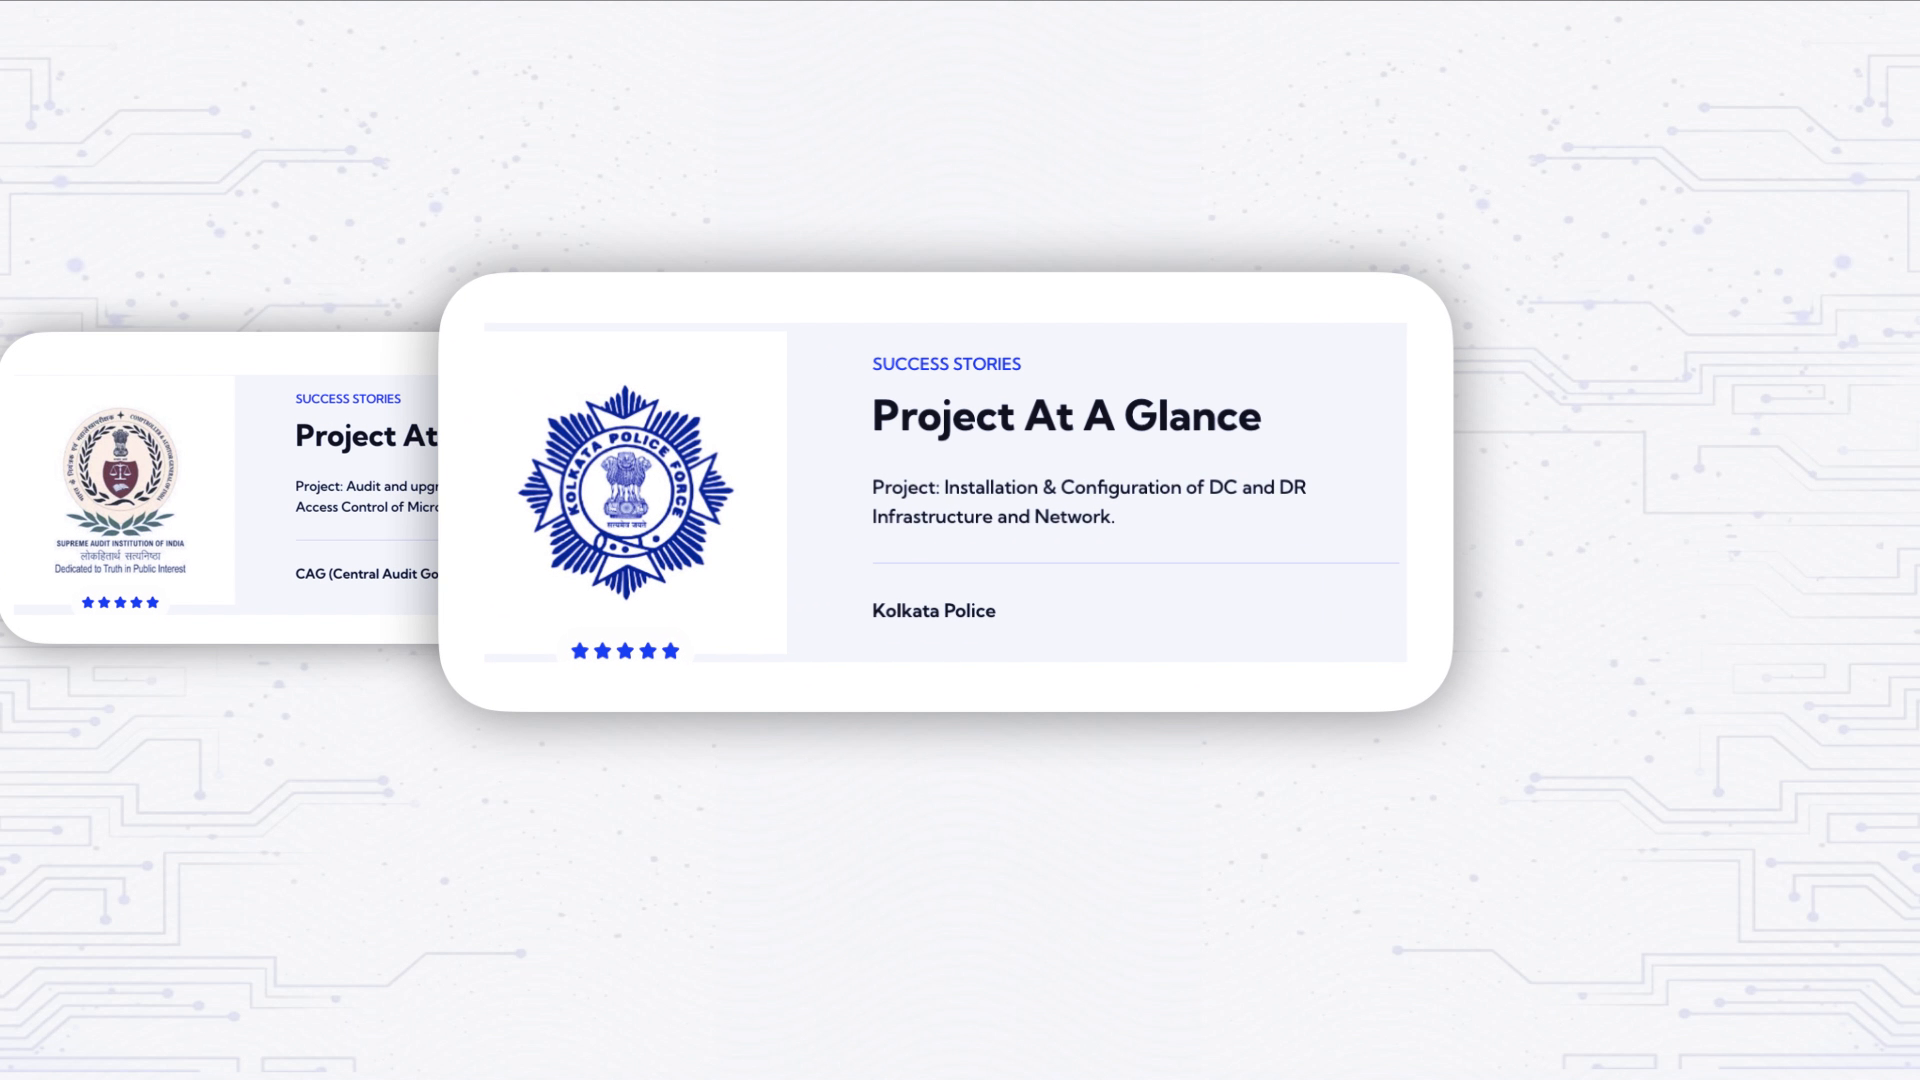 SUCCESS STORIES
Project At
Project: Audit and upgr
Access Control of Micro
CAG (Central Audit Go
SUPREME AUDIT INSTITUTION OF INDIA
लोकहितार्थ सत्यनिष्ठा
Dedicated to Truth in Public Interest
KOLKATA POLICE FORCE
सत्यमेव जयते
SUCCESS STORIES
Project At A Glance
Project: Installation & Configuration of DC and DR
Infrastructure and Network.
Kolkata Police